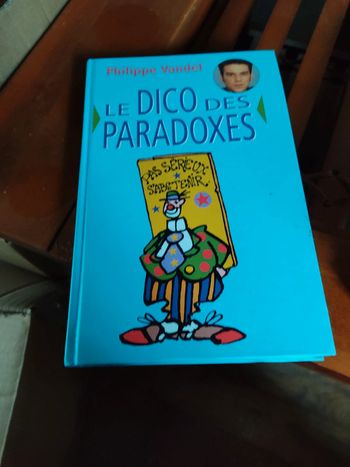 Philippe Vandel
LE DICO DES
PARADOXES
PAS SÉRIEUX
S'ABSTENIR